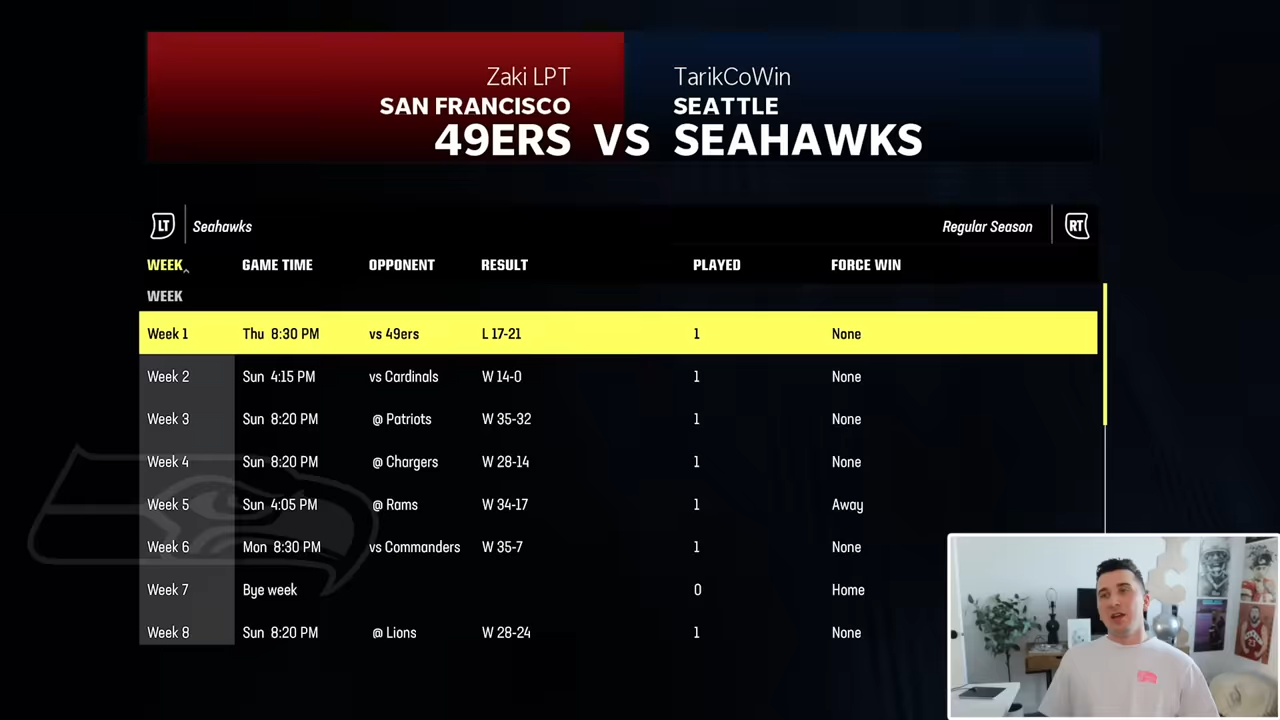 Zaki LPT TarikCoWin
SAN FRANCISCO SEATTLE
49ERS VS SEAHAWKS
LT Seahawks Regular Season RT
WEEK GAME TIME OPPONENT RESULT PLAYED FORCE WIN
WEEK
Week 1 Thu 8:30 PM vs 49ers L 17-21 1 None
Week 2 Sun 4:15 PM vs Cardinals W 14-0 1 None
Week 3 Sun 8:20 PM @ Patriots W 35-32 1 None
Week 4 Sun 8:20 PM @ Chargers W 28-14 1 None
Week 5 Sun 4:05 PM @ Rams W 34-17 1 Away
Week 6 Mon 8:30 PM vs Commanders W 35-7 1 None
Week 7 Bye week 0 Home
Week 8 Sun 8:20 PM @ Lions W 28-24 1 None